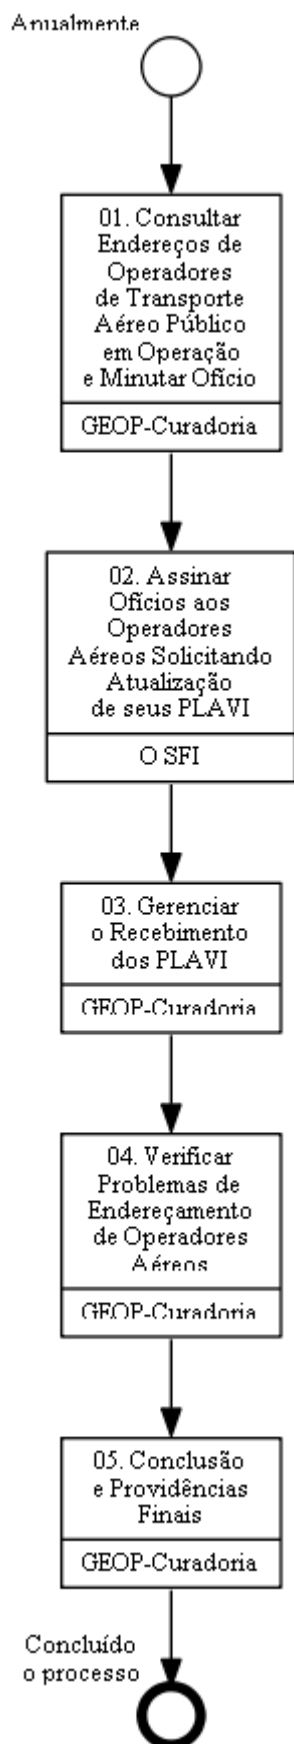 Anualmente
01. Consultar
Endereços de
Operadores
de Transporte
Aéreo Público
em Operação
e Minutar Ofício
GEOP-Curadoria
02. Assinar
Ofícios aos
Operadores
Aéreos Solicitando
Atualização
de seus PLAVI
O SFI
03. Gerenciar
o Recebimento
dos PLAVI
GEOP-Curadoria
04. Verificar
Problemas de
Endereçamento
de Operadores
Aéreos
GEOP-Curadoria
05. Conclusão
e Providências
Finais
GEOP-Curadoria
Concluído
o processo